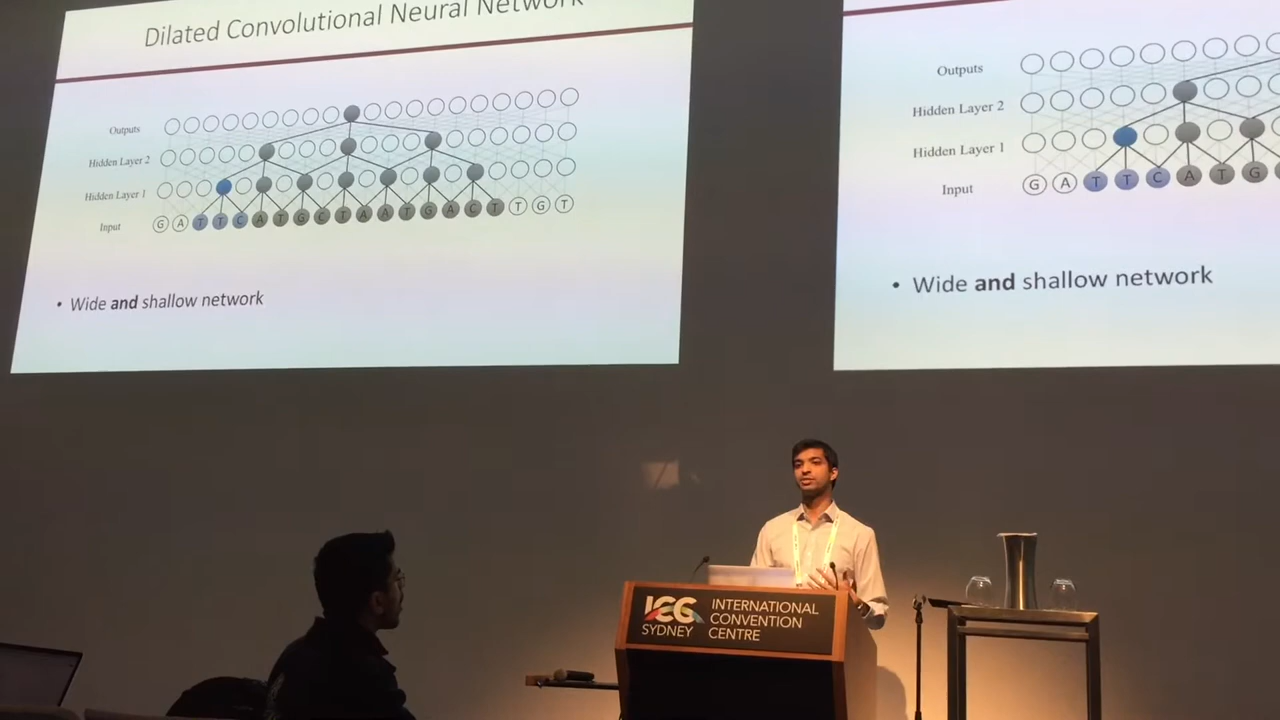 Dilated Convolutional Neural Network
Outputs
Hidden Layer 2
Hidden Layer 1
Input
G A T T C A T G C T A A T G A C T T G T
• Wide and shallow network
Outputs
Hidden Layer 2
Hidden Layer 1
Input
G A T T C A T G
• Wide and shallow network
ICC
SYDNEY
INTERNATIONAL
CONVENTION
CENTRE